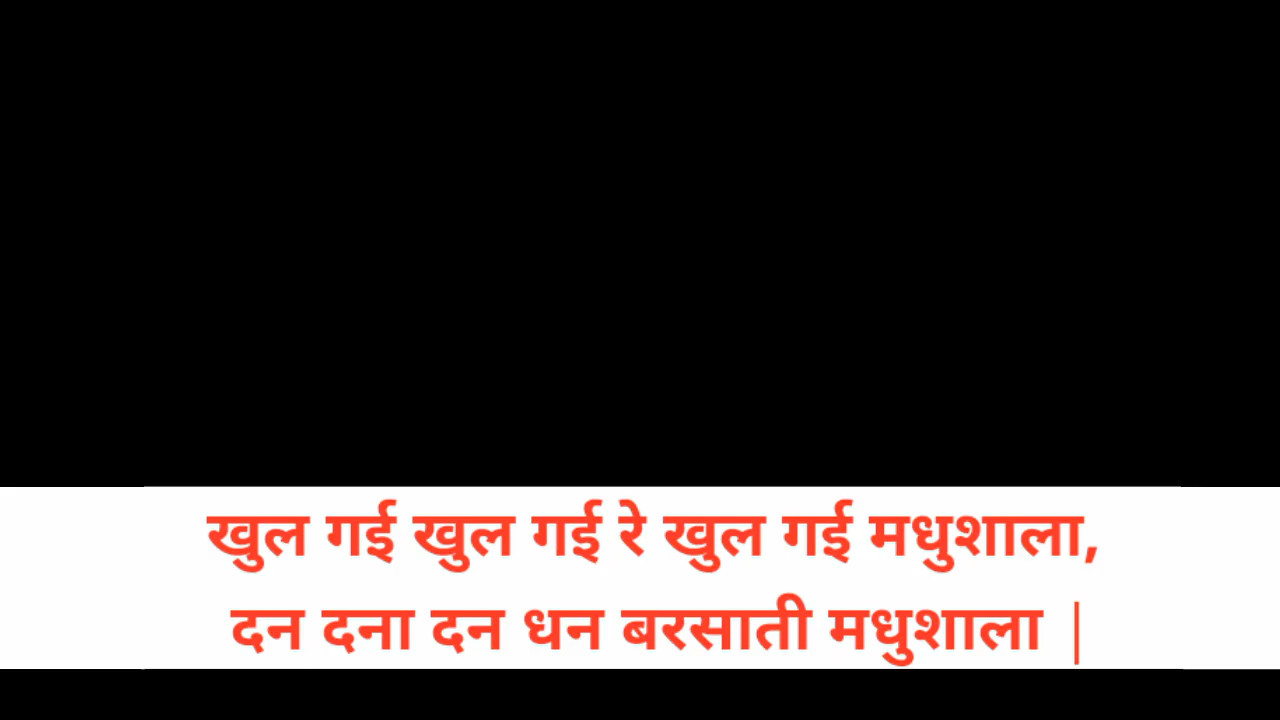 खुल गई खुल गई रे खुल गई मधुशाला,
दन दना दन धन बरसाती मधुशाला |